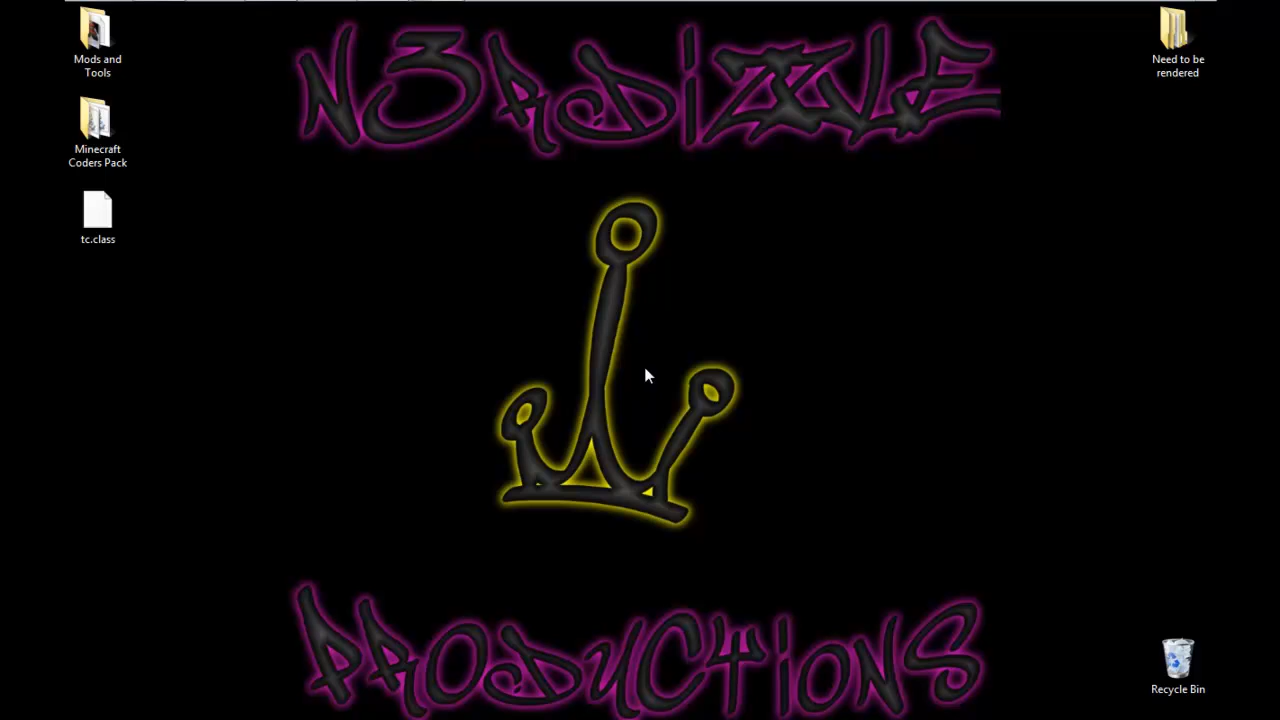 N3RDIZZLE
Mods and
Tools
Need to be
rendered
Minecraft
Coders Pack
tc.class
PRODUCTIONS
Recycle Bin